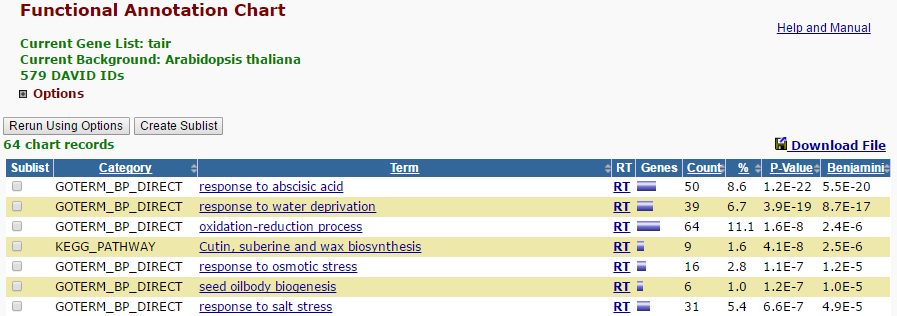 Functional Annotation Chart
Help and Manual
Current Gene List: tair
Current Background: Arabidopsis thaliana
579 DAVID IDs
Options
Rerun Using Options Create Sublist
64 chart records Download File
Sublist Category Term RT Genes Count % P-Value Benjamini
GOTERM_BP_DIRECT response to abscisic acid RT 50 8.6 1.2E-22 5.5E-20
GOTERM_BP_DIRECT response to water deprivation RT 39 6.7 3.9E-19 8.7E-17
GOTERM_BP_DIRECT oxidation-reduction process RT 64 11.1 1.6E-8 2.4E-6
KEGG_PATHWAY Cutin, suberine and wax biosynthesis RT 9 1.6 4.1E-8 2.5E-6
GOTERM_BP_DIRECT response to osmotic stress RT 16 2.8 1.1E-7 1.2E-5
GOTERM_BP_DIRECT seed oilbody biogenesis RT 6 1.0 1.2E-7 1.0E-5
GOTERM_BP_DIRECT response to salt stress RT 31 5.4 6.6E-7 4.9E-5